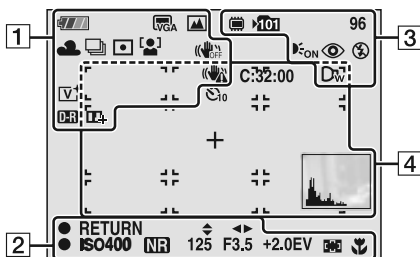 1
VGA
101
96
3
ON
OFF
C:32:00
10
W
V+
D-R
4
RETURN
2
ISO400 NR 125 F3.5 +2.0EV